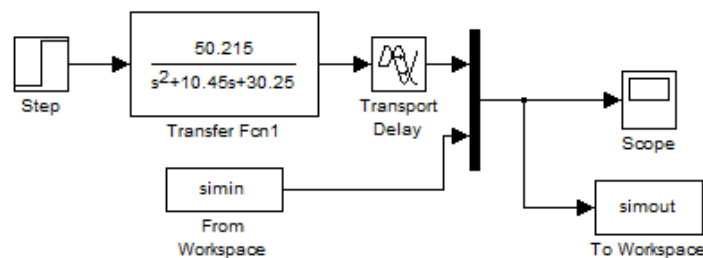 Step
50.215
s2+10.45s+30.25
Transfer Fcn1
Transport
Delay
simin
From
Workspace
Scope
simout
To Workspace